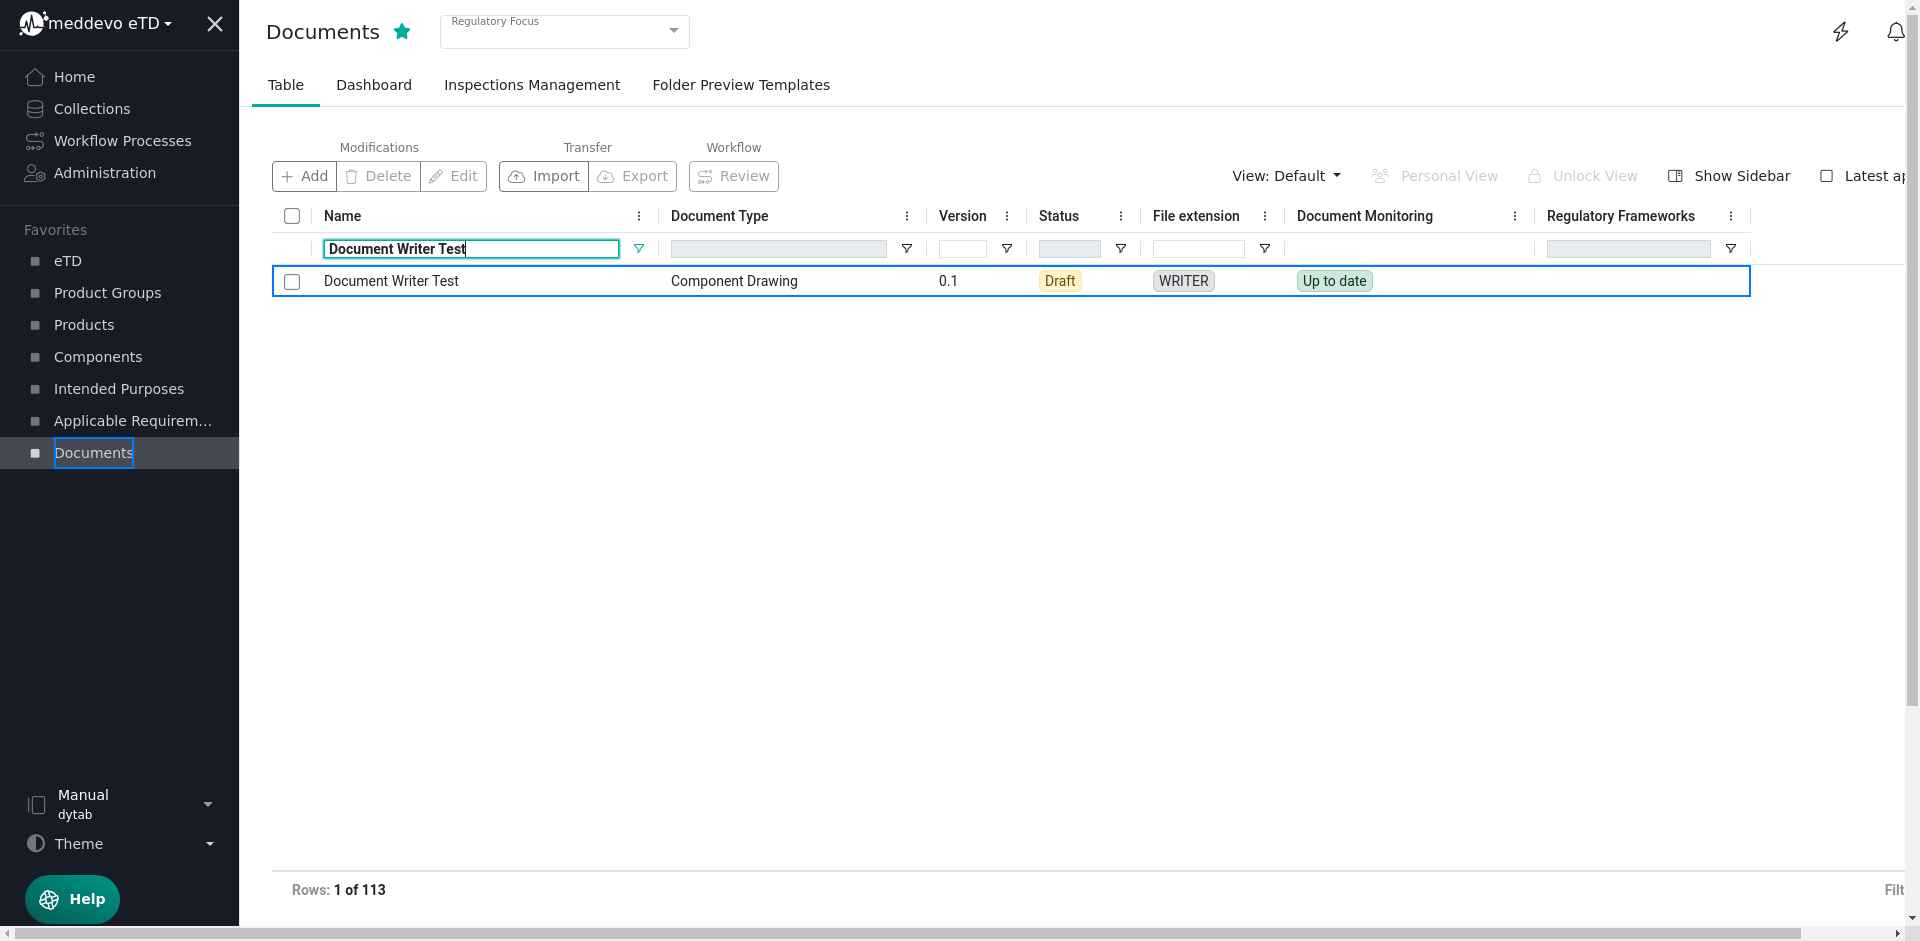 meddevo eTD
Home
Collections
Workflow Processes
Administration
Favorites
eTD
Product Groups
Products
Components
Intended Purposes
Applicable Requirem...
Documents
Manual
dytab
Theme
Help
Documents
Regulatory Focus
Table Dashboard Inspections Management Folder Preview Templates
Modifications Transfer Workflow
Add Delete Edit Import Export Review View: Default Personal View Unlock View Show Sidebar Latest ap
Name Document Type Version Status File extension Document Monitoring Regulatory Frameworks
Document Writer Test
Document Writer Test Component Drawing 0.1 Draft WRITER Up to date
Rows: 1 of 113 Filt